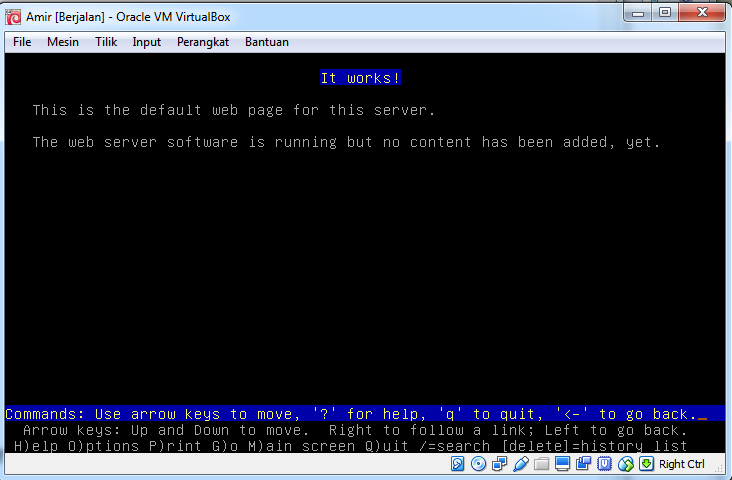 Amir [Berjalan] - Oracle VM VirtualBox
File Mesin Tilik Input Perangkat Bantuan
It works!
This is the default web page for this server.
The web server software is running but no content has been added, yet.
Commands: Use arrow keys to move, '?' for help, 'q' to quit, '<-' to go back.
Arrow keys: Up and Down to move. Right to follow a link; Left to go back.
H)elp O)ptions P)rint G)o M)ain screen Q)uit /=search [delete]=history list
Right Ctrl